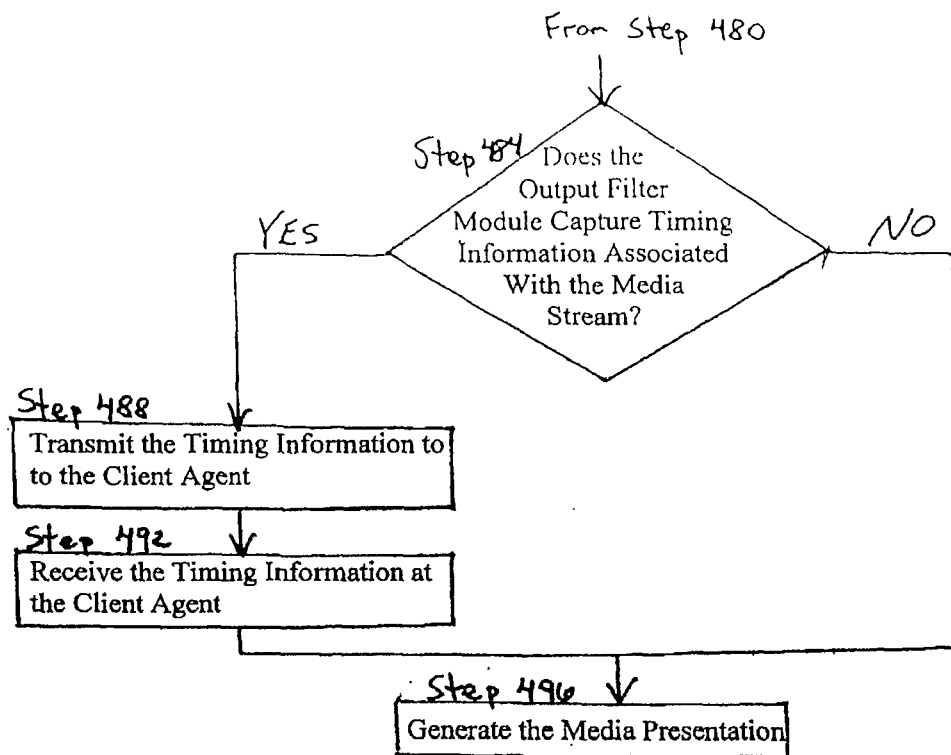 From Step 480
Step 484
Does the
Output Filter
Module Capture Timing
Information Associated
With the Media
Stream?
YES
NO
Step 488
Transmit the Timing Information to
to the Client Agent
Step 492
Receive the Timing Information at
the Client Agent
Step 496
Generate the Media Presentation